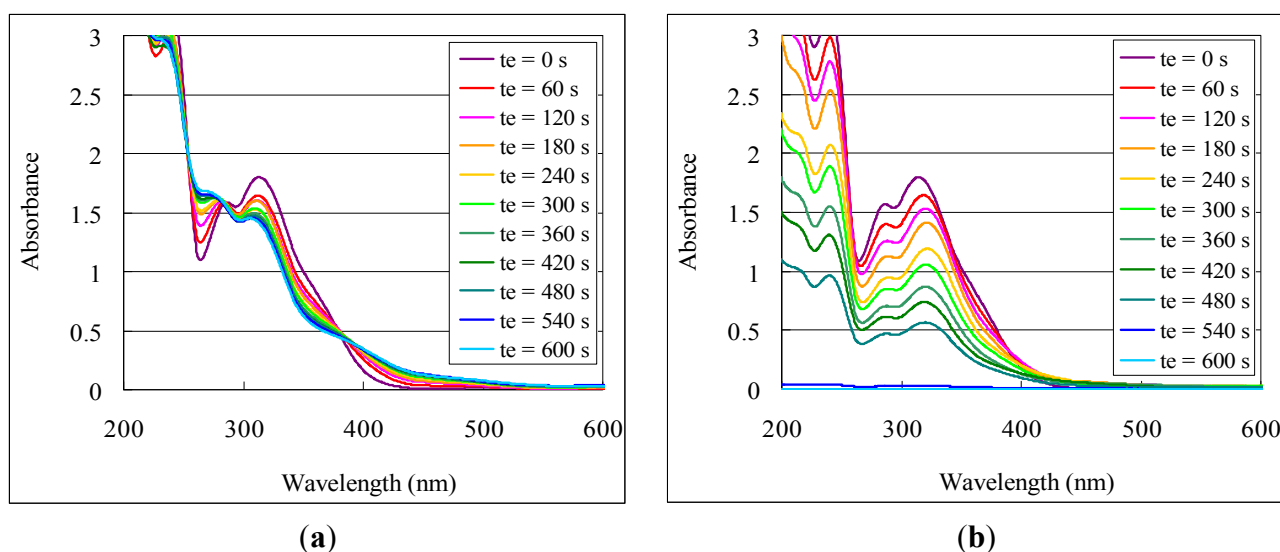 3
2.5
2
1.5
1
0.5
0
200 300 400 500 600
Absorbance
Wavelength (nm)
te = 0 s
te = 60 s
te = 120 s
te = 180 s
te = 240 s
te = 300 s
te = 360 s
te = 420 s
te = 480 s
te = 540 s
te = 600 s
(a)
3
2.5
2
1.5
1
0.5
0
200 300 400 500 600
Absorbance
Wavelength (nm)
te = 0 s
te = 60 s
te = 120 s
te = 180 s
te = 240 s
te = 300 s
te = 360 s
te = 420 s
te = 480 s
te = 540 s
te = 600 s
(b)